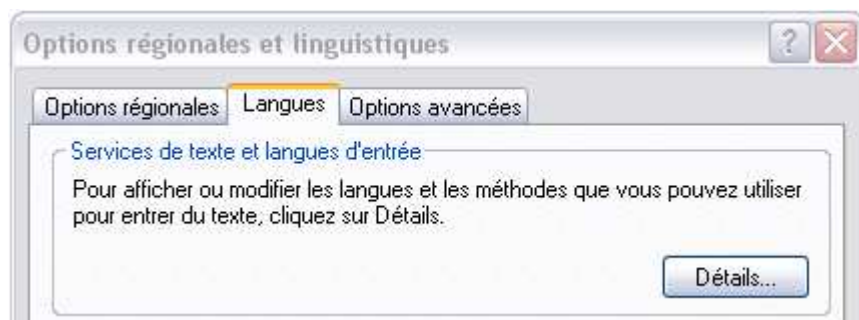 Options régionales et linguistiques
?
Options régionales Langues Options avancées
Services de texte et langues d'entrée
Pour afficher ou modifier les langues et les méthodes que vous pouvez utiliser
pour entrer du texte, cliquez sur Détails.
Détails...